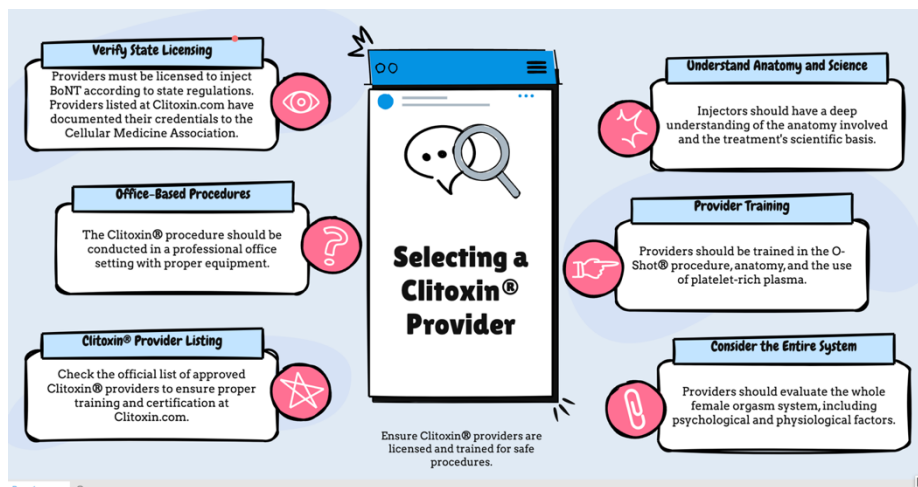 Verify State Licensing
Providers must be licensed to inject
BoNT according to state regulations.
Providers listed at Clitoxin.com have
documented their credentials to the
Cellular Medicine Association.
Office-Based Procedures
The Clitoxin® procedure should be
conducted in a professional office
setting with proper equipment.
Clitoxin® Provider Listing
Check the official list of approved
Clitoxin® providers to ensure proper
training and certification at
Clitoxin.com.
Selecting a
Clitoxin®
Provider
Ensure Clitoxin® providers are
licensed and trained for safe
procedures.
Understand Anatomy and Science
Injectors should have a deep
understanding of the anatomy involved
and the treatment's scientific basis.
Provider Training
Providers should be trained in the O-
Shot® procedure, anatomy, and the use
of platelet-rich plasma.
Consider the Entire System
Providers should evaluate the whole
female orgasm system, including
psychological and physiological factors.